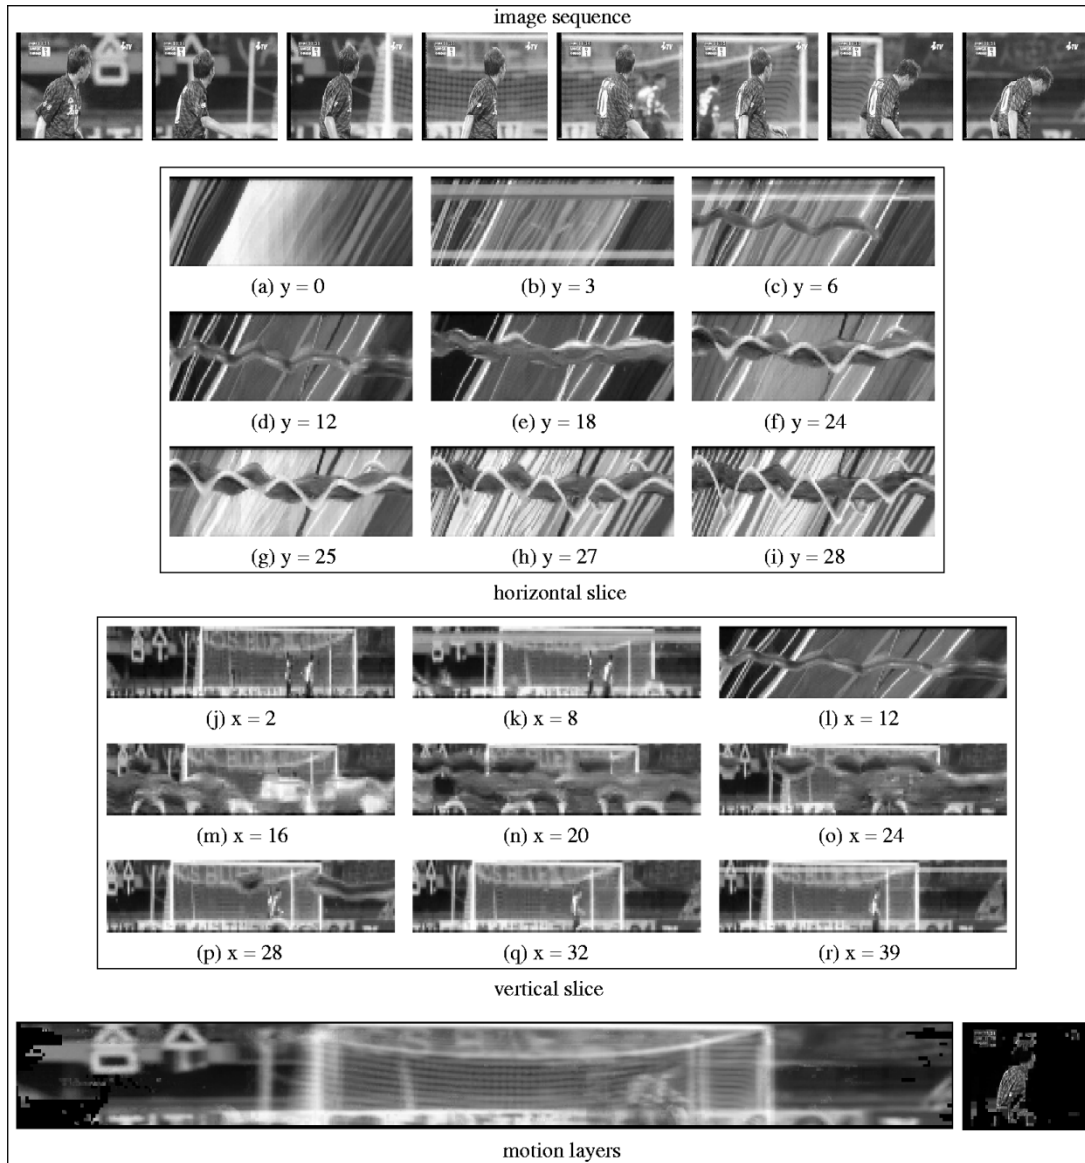 image sequence
(a) y = 0
(b) y = 3
(c) y = 6
(d) y = 12
(e) y = 18
(f) y = 24
(g) y = 25
(h) y = 27
(i) y = 28
horizontal slice
(j) x = 2
(k) x = 8
(l) x = 12
(m) x = 16
(n) x = 20
(o) x = 24
(p) x = 28
(q) x = 32
(r) x = 39
vertical slice
motion layers